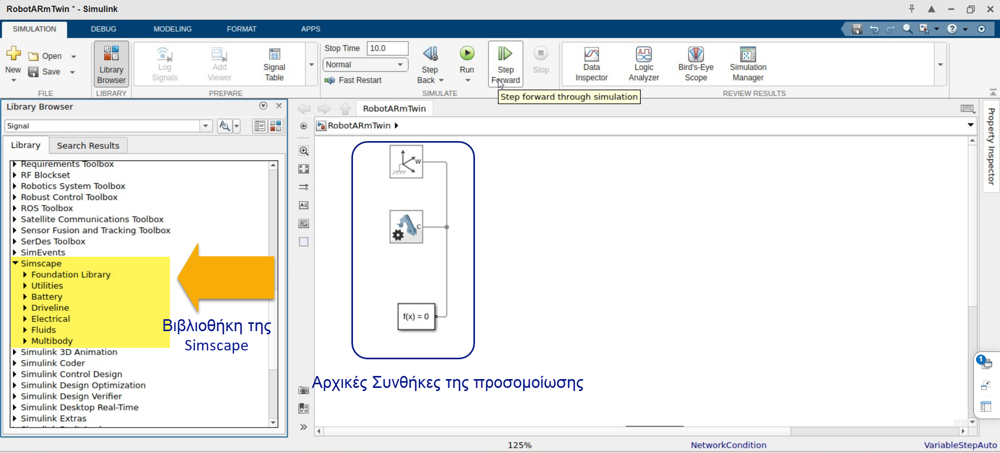 RobotARmTwin * - Simulink
SIMULATION DEBUG MODELING FORMAT APPS
New
Open
Save
FILE
Library
Browser
LIBRARY
Log
Signals
Add
Viewer
Signal
Table
PREPARE
Stop Time 10.0
Normal
Fast Restart
Step
Back
Run
Step
Forward
Stop
SIMULATE
Step forward through simulation
Data
Inspector
Logic
Analyzer
Bird's-Eye
Scope
Simulation
Manager
REVIEW RESULTS
Library Browser
Signal
Library Search Results
Requirements Toolbox
RF Blockset
Robotics System Toolbox
Robust Control Toolbox
ROS Toolbox
Satellite Communications Toolbox
Sensor Fusion and Tracking Toolbox
SerDes Toolbox
SimEvents
Simscape
Foundation Library
Utilities
Battery
Driveline
Electrical
Fluids
Multibody
Simulink 3D Animation
Simulink Coder
Simulink Control Design
Simulink Design Optimization
Simulink Design Verifier
Simulink Desktop Real-Time
Simulink Extras
Βιβλιοθήκη της
Simscape
RobotARmTwin
RobotARmTwin
W
C
f(x) = 0
Αρχικές Συνθήκες της προσομοίωσης
Property Inspector
1
125% NetworkCondition VariableStepAuto